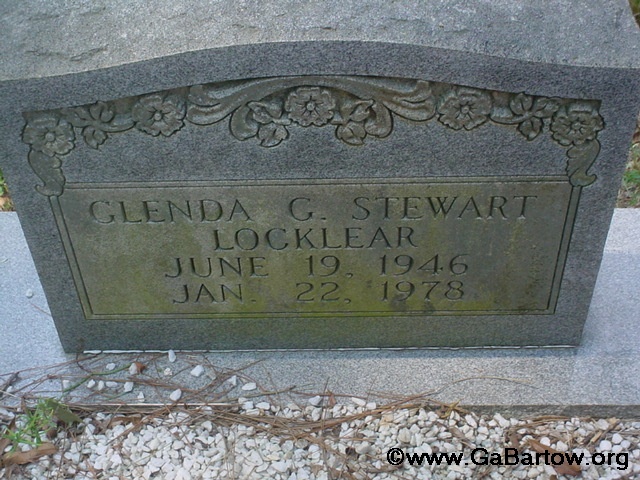 GLENDA G. STEWART
LOCKLEAR
JUNE 19, 1946
JAN. 22, 1978
©www.GaBartow.org